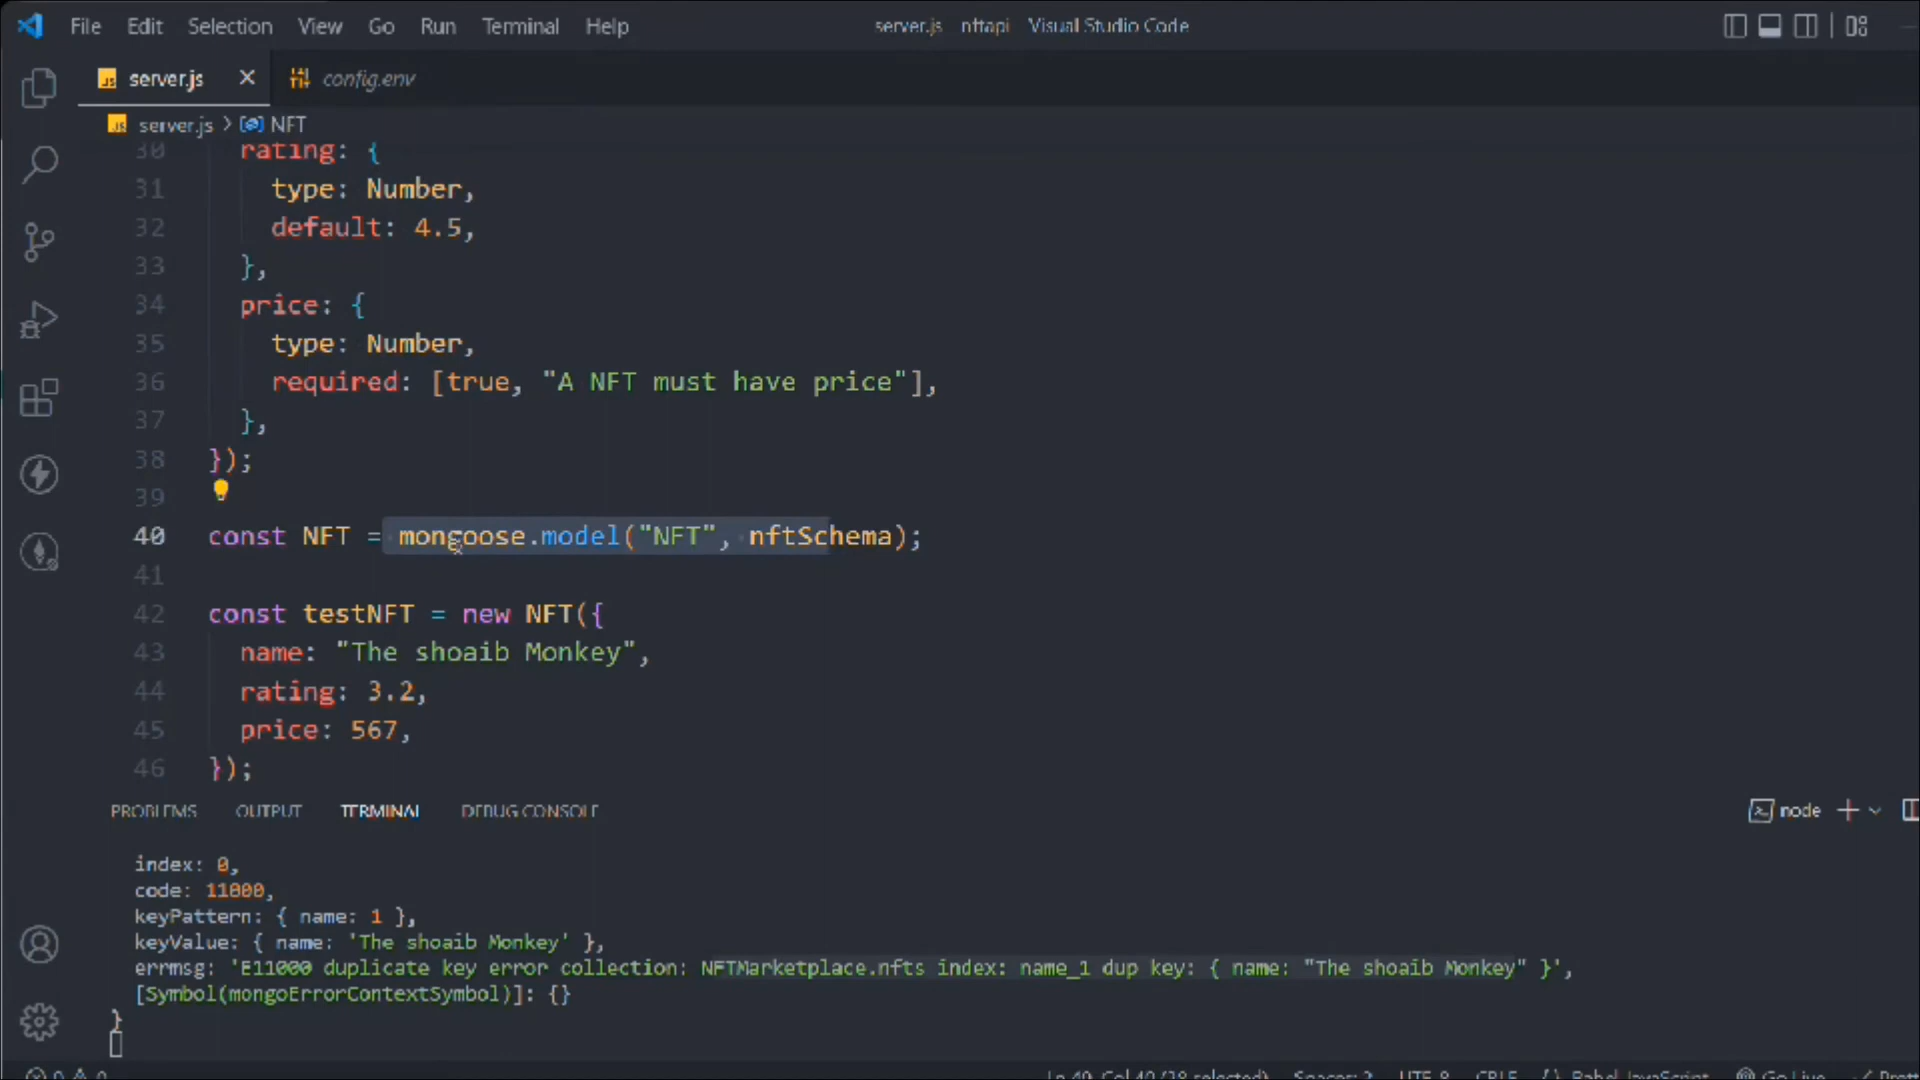 File Edit Selection View Go Run Terminal Help server.js nftapi Visual Studio Code
server.js config.env
server.js > NFT
30 rating: {
31 type: Number,
32 default: 4.5,
33 },
34 price: {
35 type: Number,
36 required: [true, "A NFT must have price"],
37 },
38 });
39
40 const NFT = mongoose.model("NFT", nftSchema);
41
42 const testNFT = new NFT({
43 name: "The shoaib Monkey",
44 rating: 3.2,
45 price: 567,
46 });
PROBLEMS OUTPUT TERMINAL DEBUG CONSOLE node
index: 0,
code: 11000,
keyPattern: { name: 1 },
keyValue: { name: 'The shoaib Monkey' },
errmsg: 'E11000 duplicate key error collection: NFTMarketplace.nfts index: name_1 dup key: { name: "The shoaib Monkey" }',
[Symbol(mongoErrorContextSymbol)]: {}
}